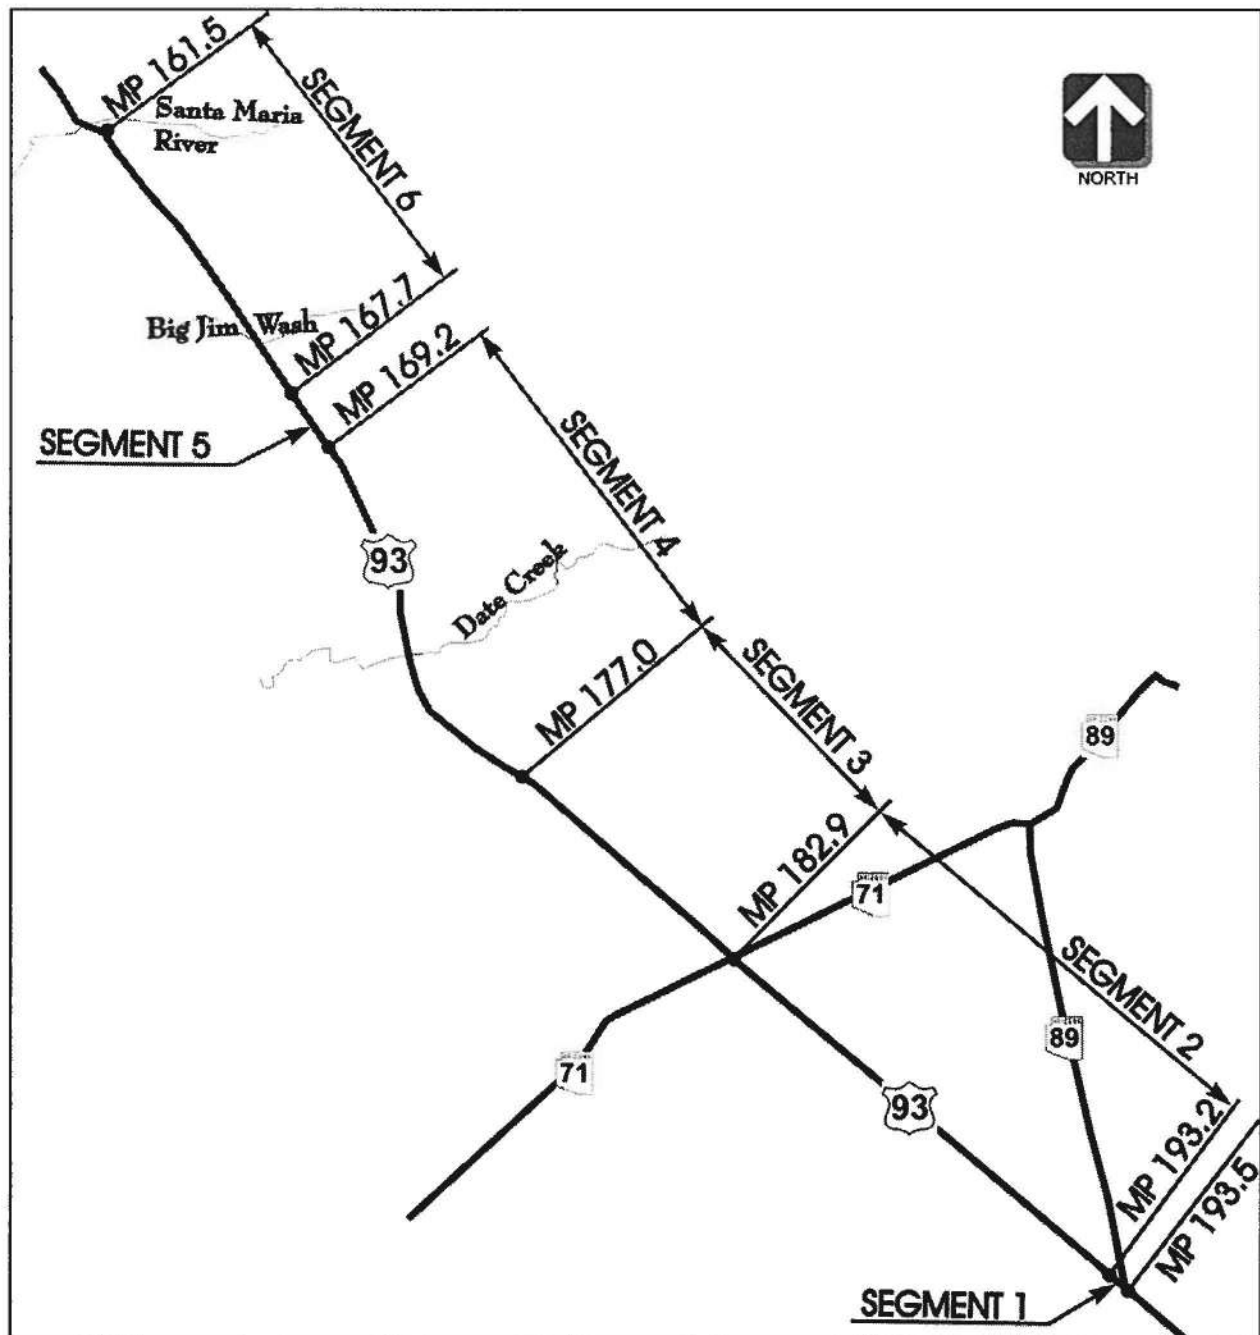 MP 161.5
Santa Maria
River
SEGMENT 6
NORTH
Big Jim Wash
MP 167.7
MP 169.2
SEGMENT 5
SEGMENT 4
93
Date Creek
MP 177.0
SEGMENT 3
89
MP 182.9
71
SEGMENT 2
89
71
93
MP 193.2
MP 193.5
SEGMENT 1